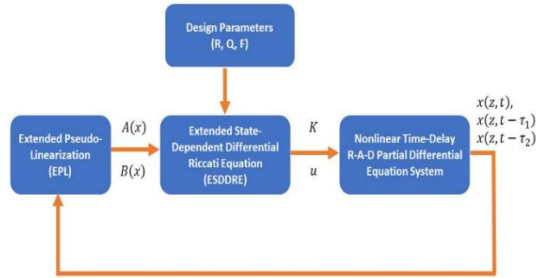 Design Parameters
(R, Q, F)
Extended Pseudo-
Linearization
(EPL)
A(x)
B(x)
Extended State-
Dependent Differential
Riccati Equation
(ESDDRE)
K
u
Nonlinear Time-Delay
R-A-D Partial Differential
Equation System
x(z, t),
x(z, t − τ₁)
x(z, t − τ₂)